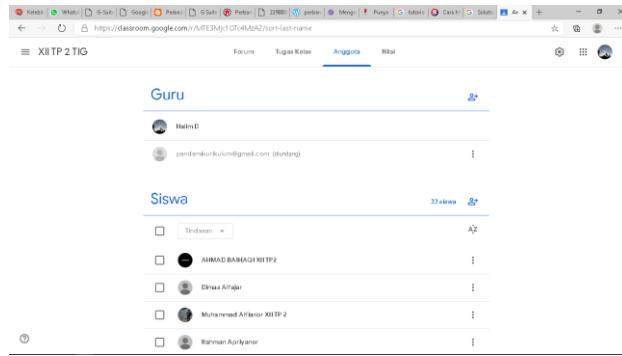 https://classroom.google.com/r/MTE3Mjc1OTc4MzA2/sort-last-name
XII TP 2 TIG
Forum Tugas Kelas Anggota Nilai
Guru
Halim D
pandemikurikulum@gmail.com (diundang)
Siswa
33 siswa
Tindakan
AZ
AHMAD BAIHAQI XII TP2
Dimas Alfajar
Muhammad Alfianor XII TP 2
Rahman Apriyanor